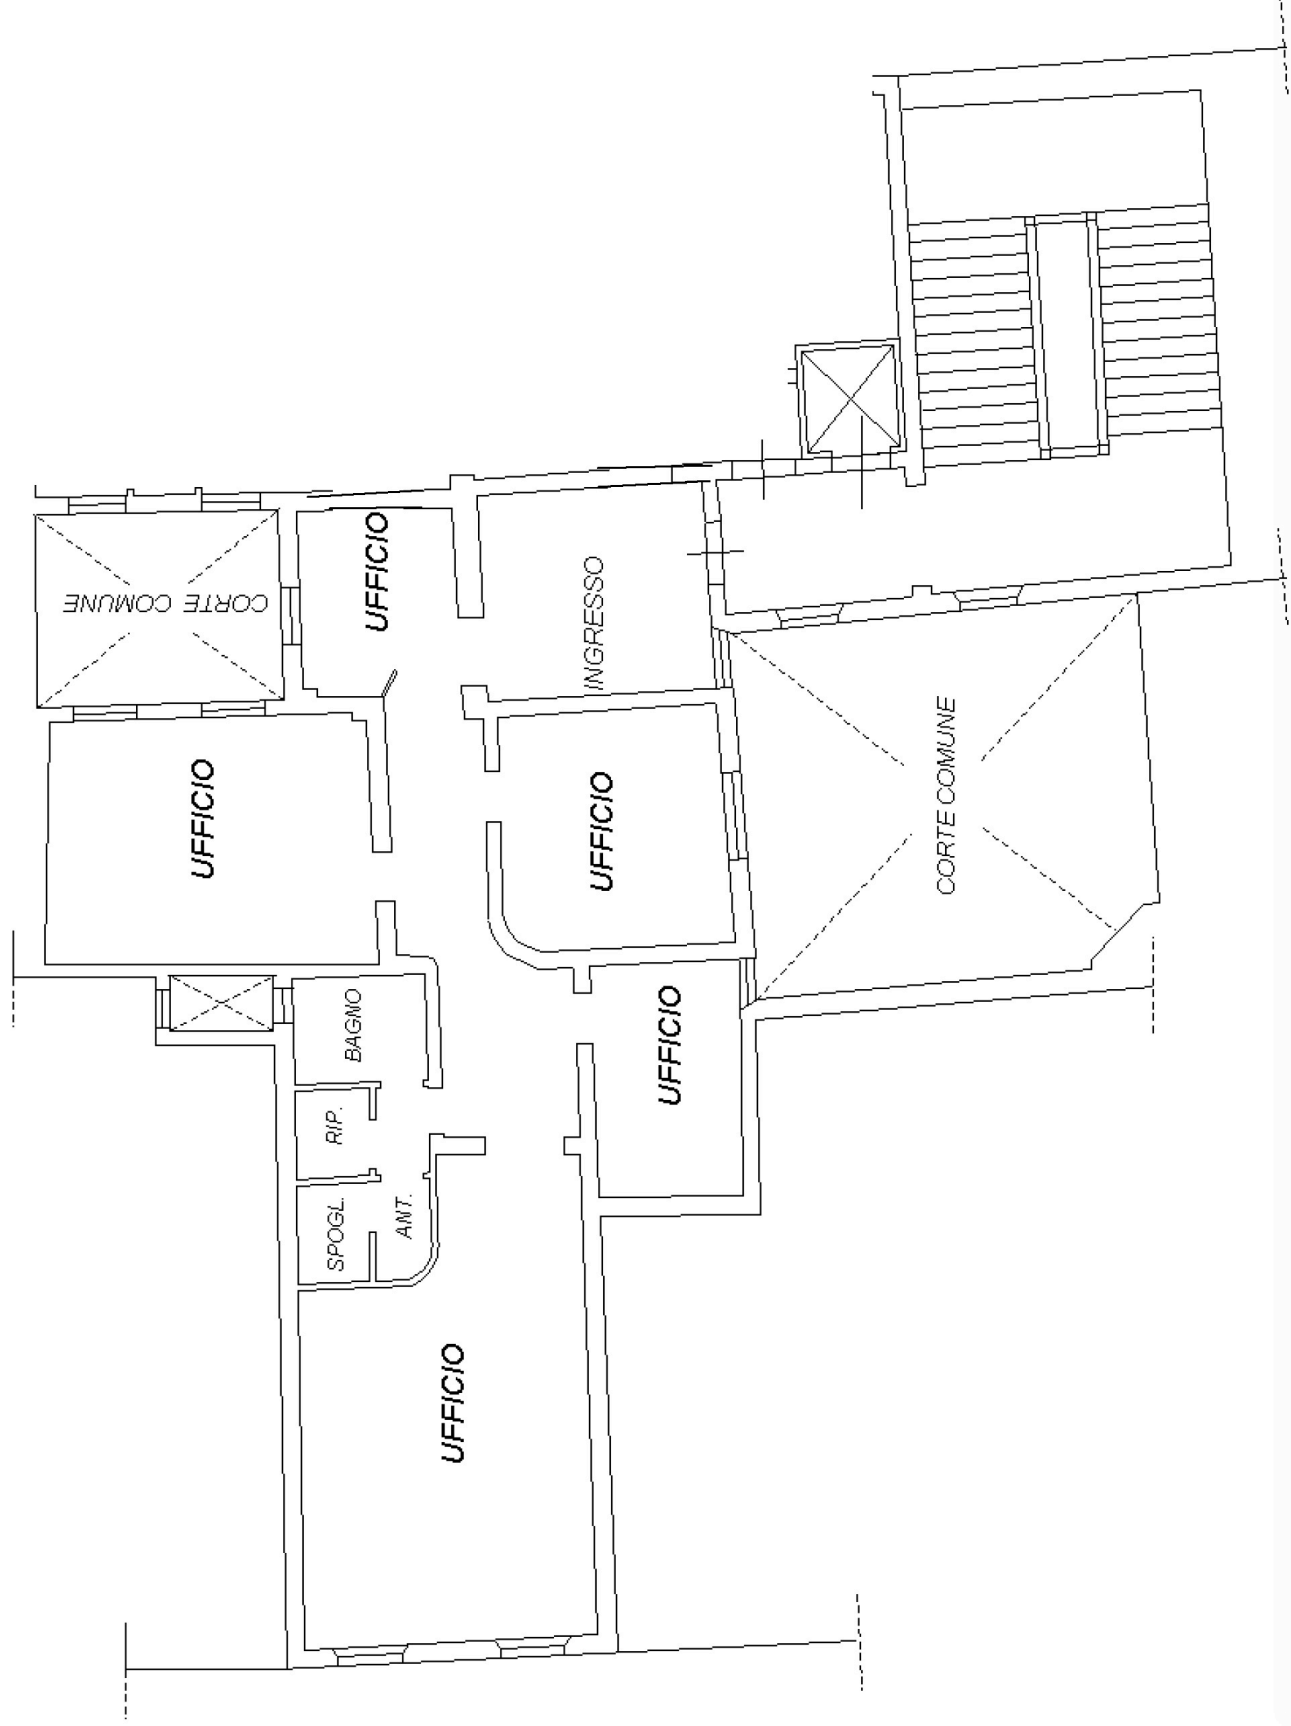 CORTE COMUNE
UFFICIO
INGRESSO
UFFICIO
UFFICIO
CORTE COMUNE
BAGNO
UFFICIO
RIP.
SPOGL.
ANT.
UFFICIO